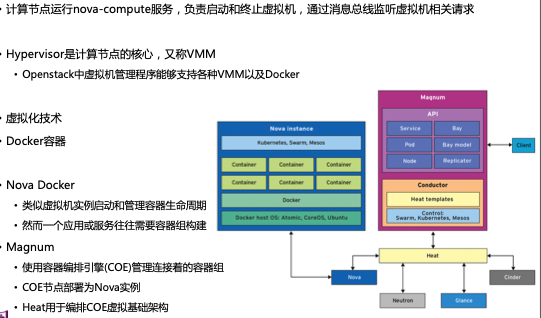 • 计算节点运行nova-compute服务，负责启动和终止虚拟机，通过消息总线监听虚拟机相关请求
• Hypervisor是计算节点的核心，又称VMM
• Openstack中虚拟机管理程序能够支持各种VMM以及Docker
• 虚拟化技术
• Docker容器
• Nova Docker
• 类似虚拟机实例启动和管理容器生命周期
• 然而一个应用或服务往往需要容器组构建
• Magnum
• 使用容器编排引擎(COE)管理连接着的容器组
• COE节点部署为Nova实例
• Heat用于编排COE虚拟基础架构
Nova instance
Kubernetes, Swarm, Mesos
Container Container Container
Container Container Container
Docker
Docker host OS: Atomic, CoreOS, Ubuntu
Magnum
API
Service Bay
Pod Bay model
Node Replicator
Client
Conductor
Heat templates
Control:
Swarm, Kubernetes, Mesos
Heat
Nova
Cinder
Neutron
Glance